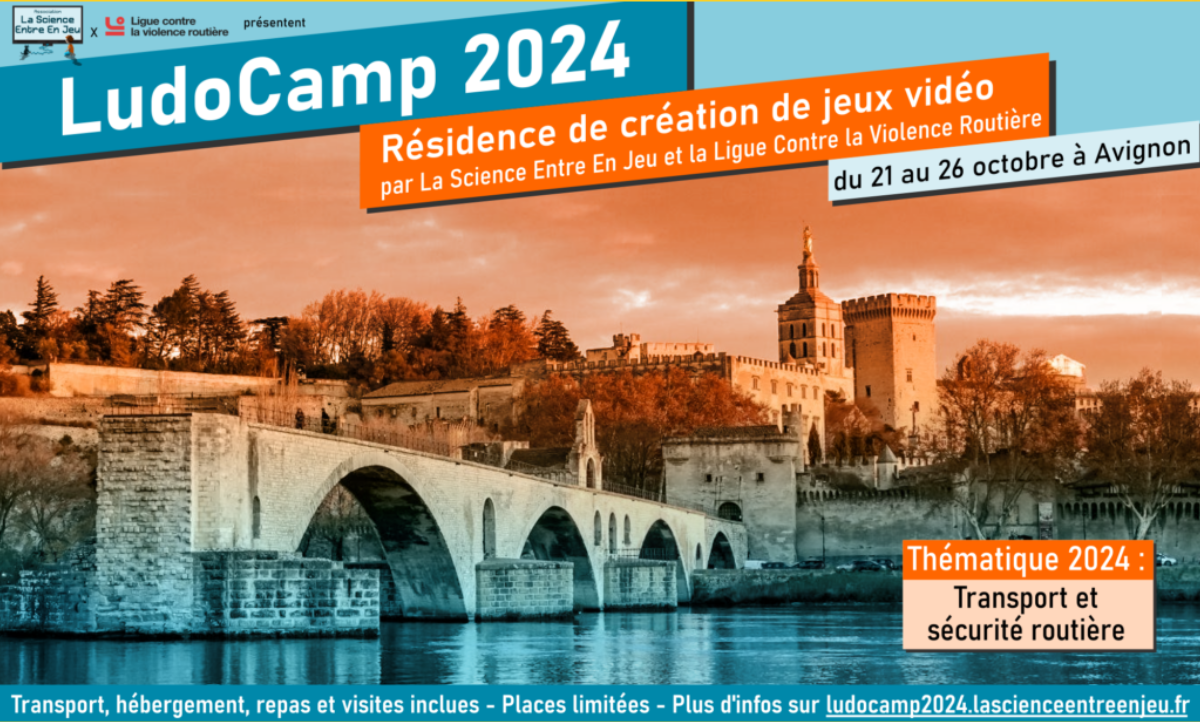 Association
La Science
Entre En Jeu
x
Ligue contre
la violence routière
présentent
LudoCamp 2024
Résidence de création de jeux vidéo
par La Science Entre En Jeu et la Ligue Contre la Violence Routière
du 21 au 26 octobre à Avignon
Thématique 2024 :
Transport et
sécurité routière
Transport, hébergement, repas et visites inclues - Places limitées - Plus d'infos sur ludocamp2024.lascienceentreenjeu.fr